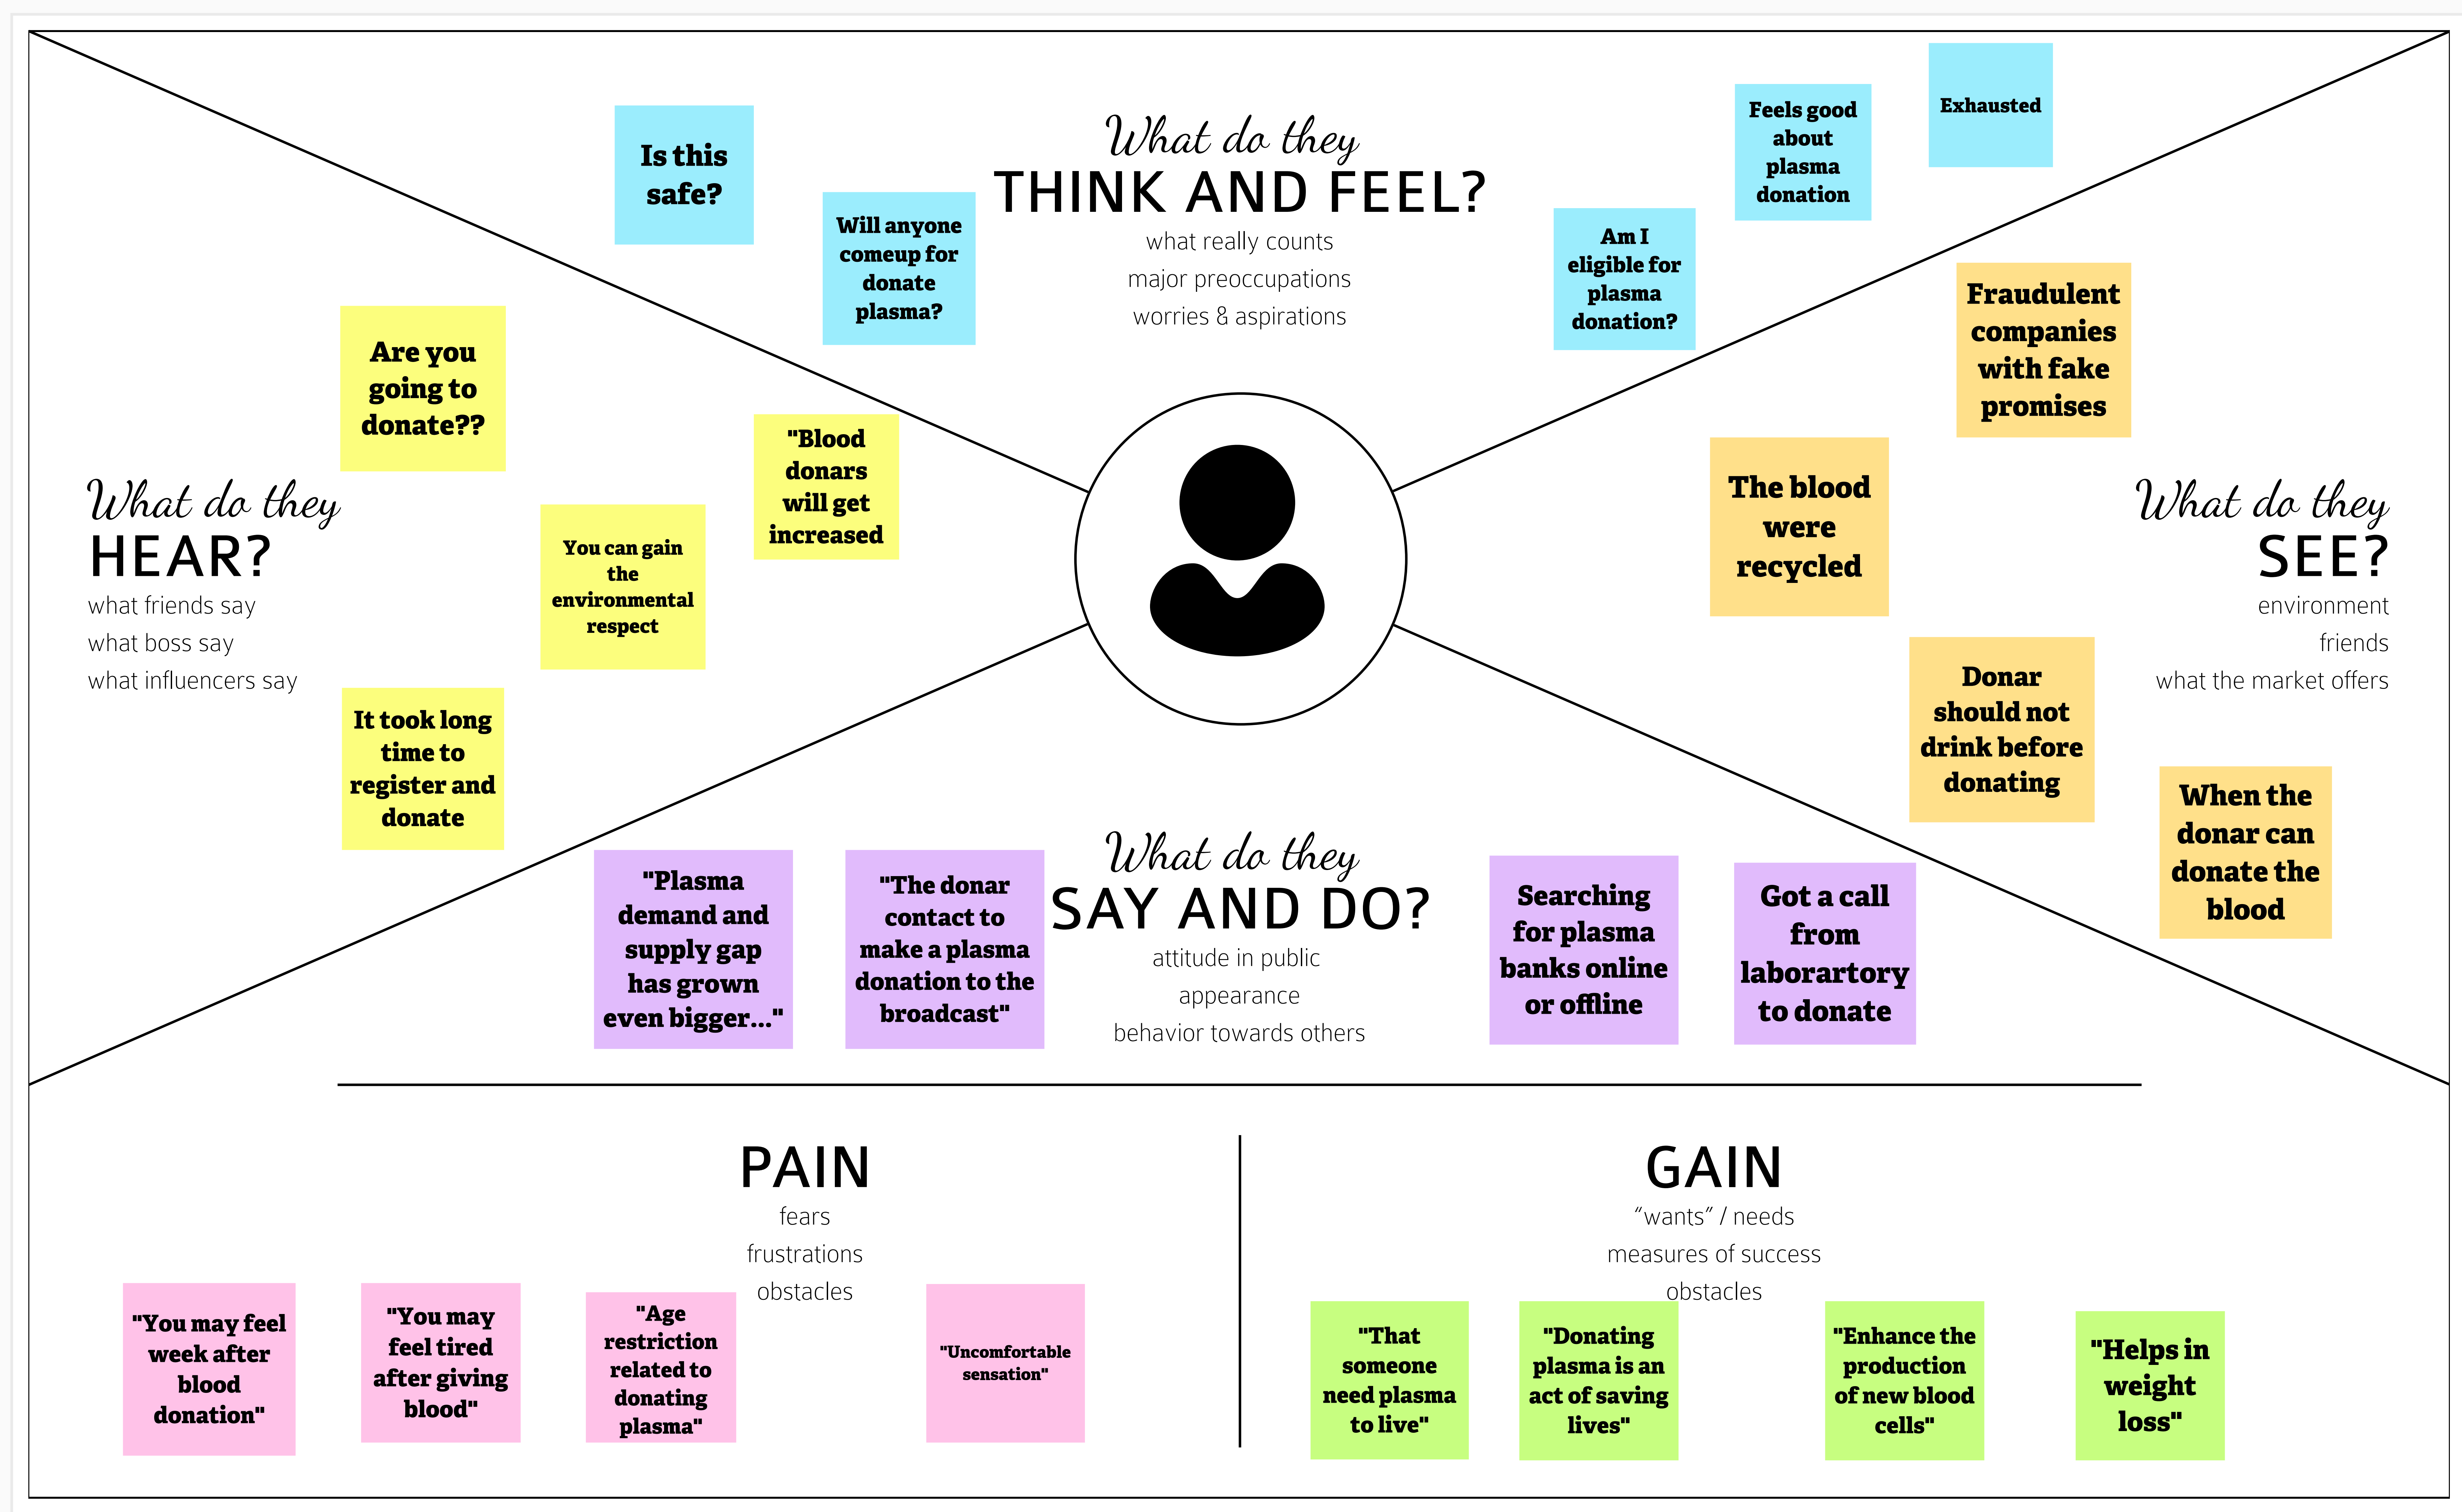 What do they
THINK AND FEEL?
what really counts
major preoccupations
worries & aspirations
Is this
safe?
Will anyone
comeup for
donate
plasma?
Am I
eligible for
plasma
donation?
Feels good
about
plasma
donation
Exhausted
What do they
HEAR?
what friends say
what boss say
what influencers say
Are you
going to
donate??
"Blood
donars
will get
increased
You can gain
the
environmental
respect
It took long
time to
register and
donate
What do they
SEE?
environment
friends
what the market offers
Fraudulent
companies
with fake
promises
The blood
were
recycled
Donar
should not
drink before
donating
When the
donar can
donate the
blood
What do they
SAY AND DO?
attitude in public
appearance
behavior towards others
"Plasma
demand and
supply gap
has grown
even bigger..."
"The donar
contact to
make a plasma
donation to the
broadcast"
Searching
for plasma
banks online
or offline
Got a call
from
laborartory
to donate
PAIN
fears
frustrations
obstacles
"You may feel
week after
blood
donation"
"You may
feel tired
after giving
blood"
"Age
restriction
related to
donating
plasma"
"Uncomfortable
sensation"
GAIN
“wants” / needs
measures of success
obstacles
"That
someone
need plasma
to live"
"Donating
plasma is an
act of saving
lives"
"Enhance the
production
of new blood
cells"
"Helps in
weight
loss"